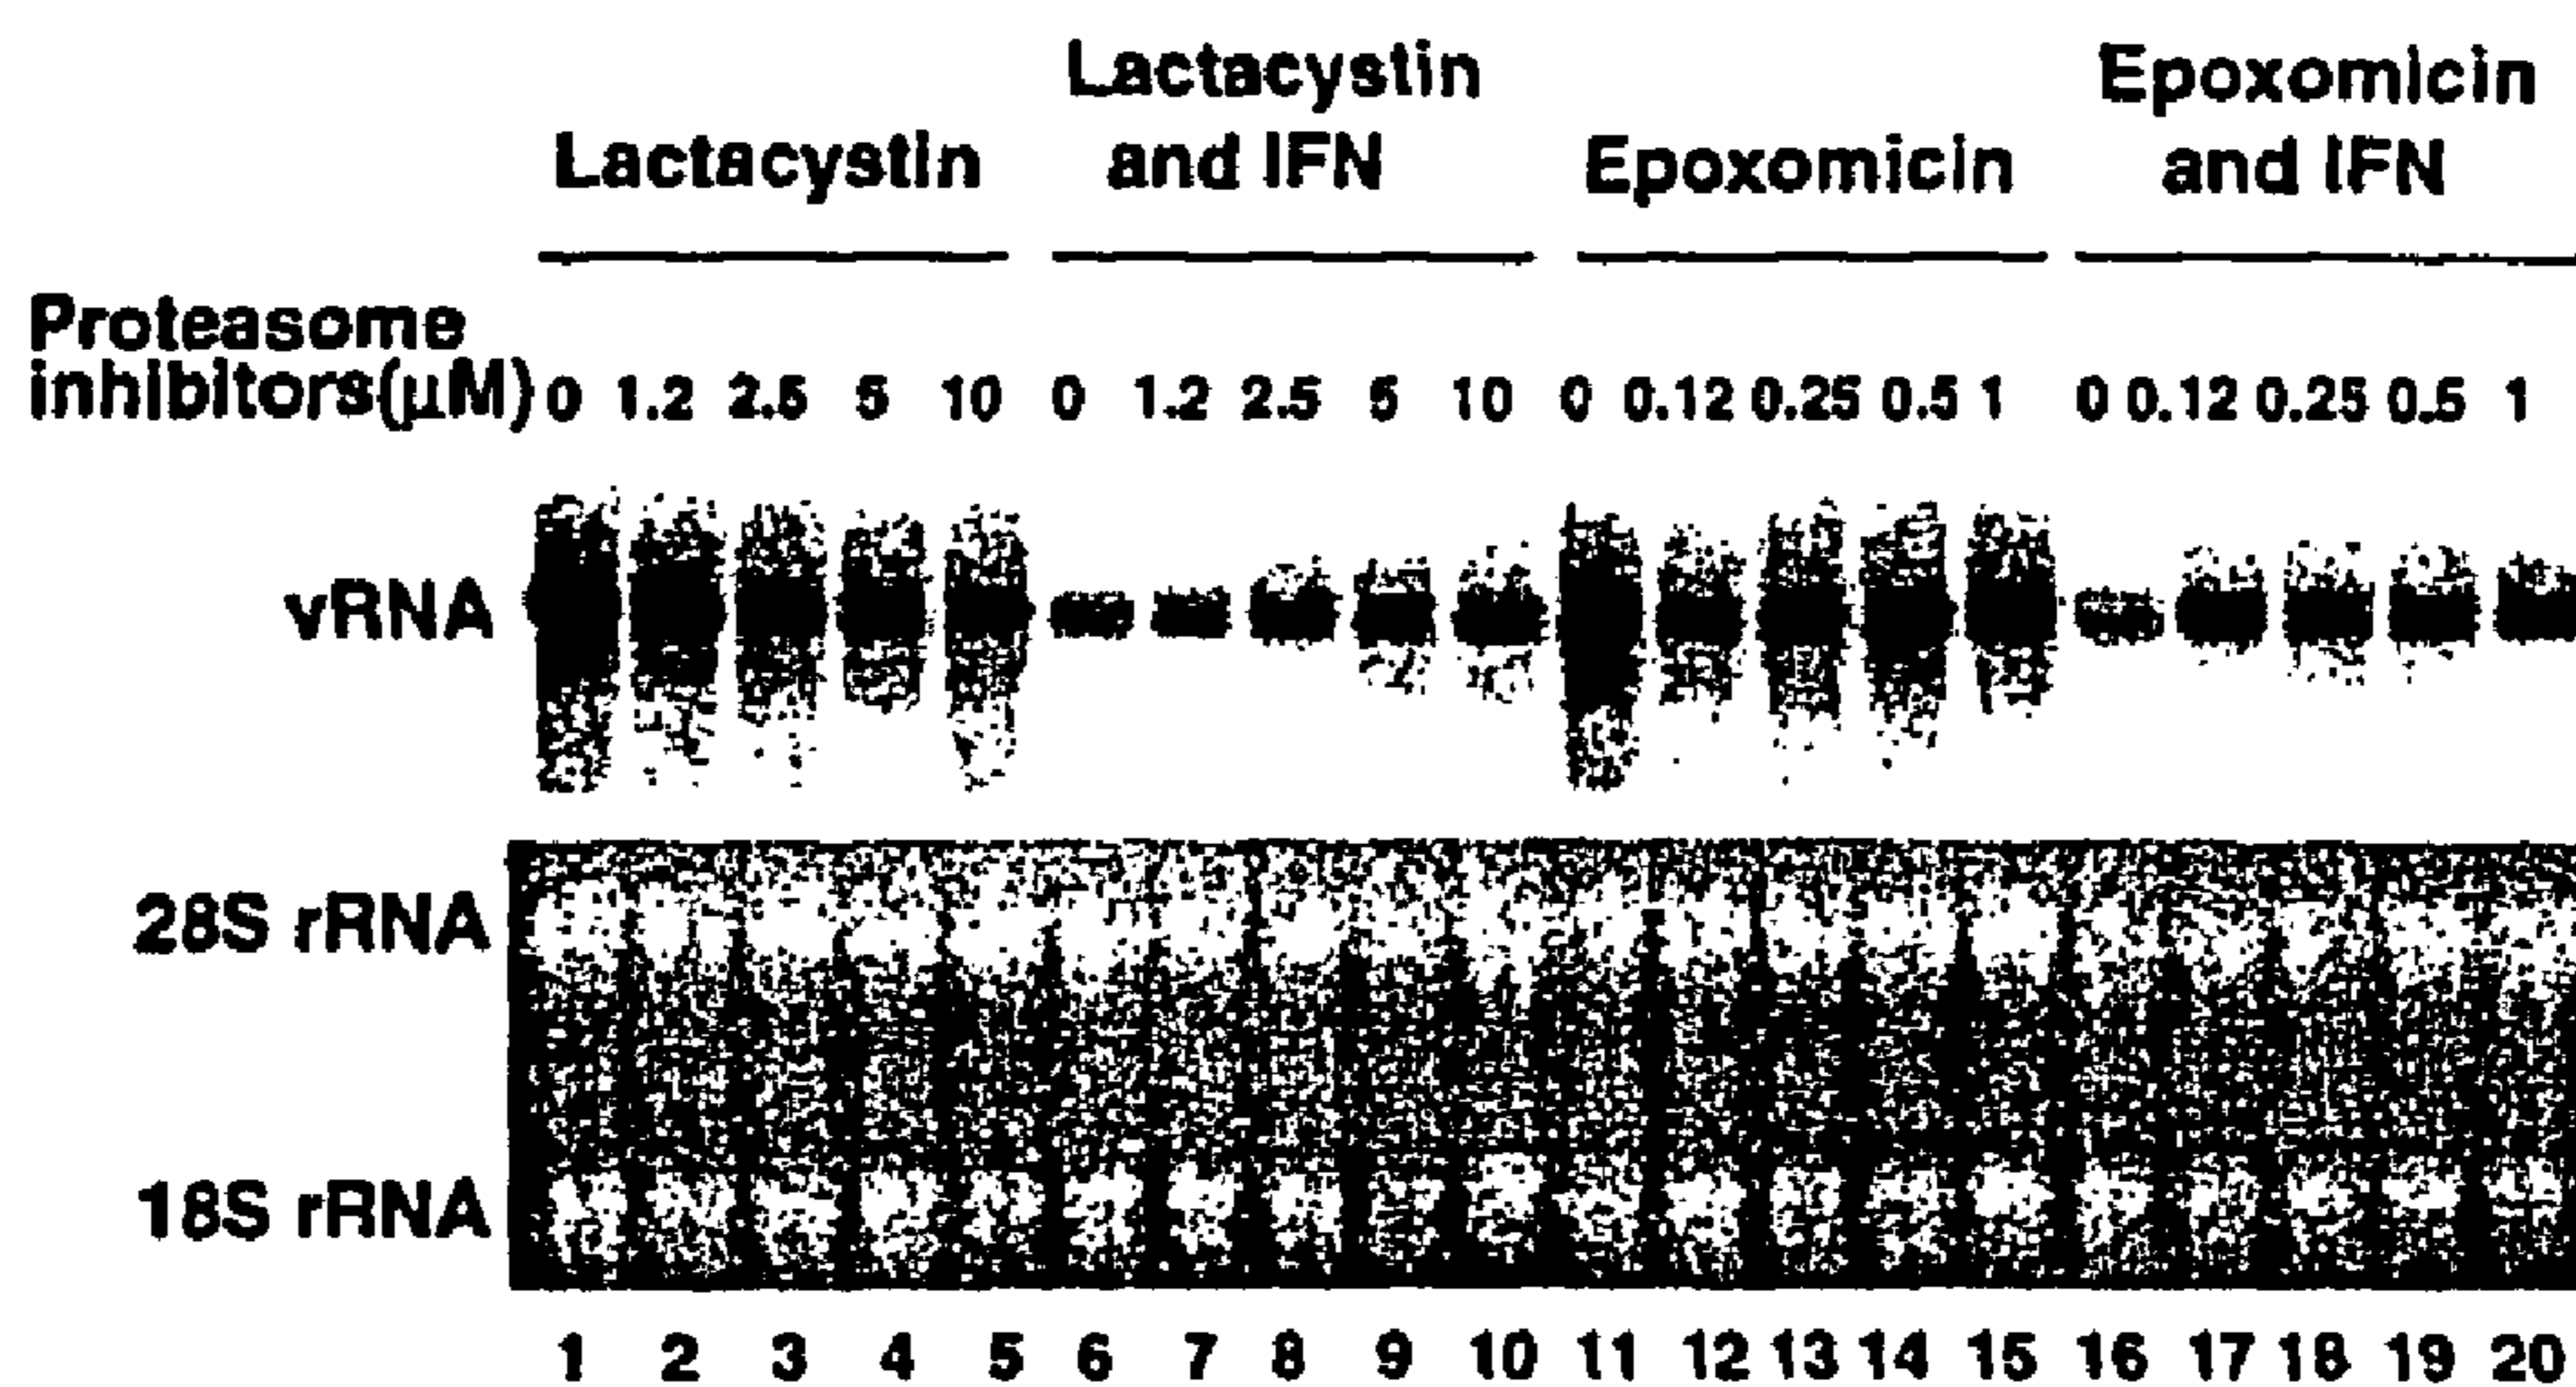 Lactacystin
Lactacystin
and IFN
Epoxomicin
Epoxomicin
and IFN
Proteasome
inhibitors(µM) 0 1.2 2.5 5 10 0 1.2 2.5 5 10 0 0.12 0.25 0.5 1 0 0.12 0.25 0.5 1
vRNA
28S rRNA
18S rRNA
1 2 3 4 5 6 7 8 9 10 11 12 13 14 15 16 17 18 19 20